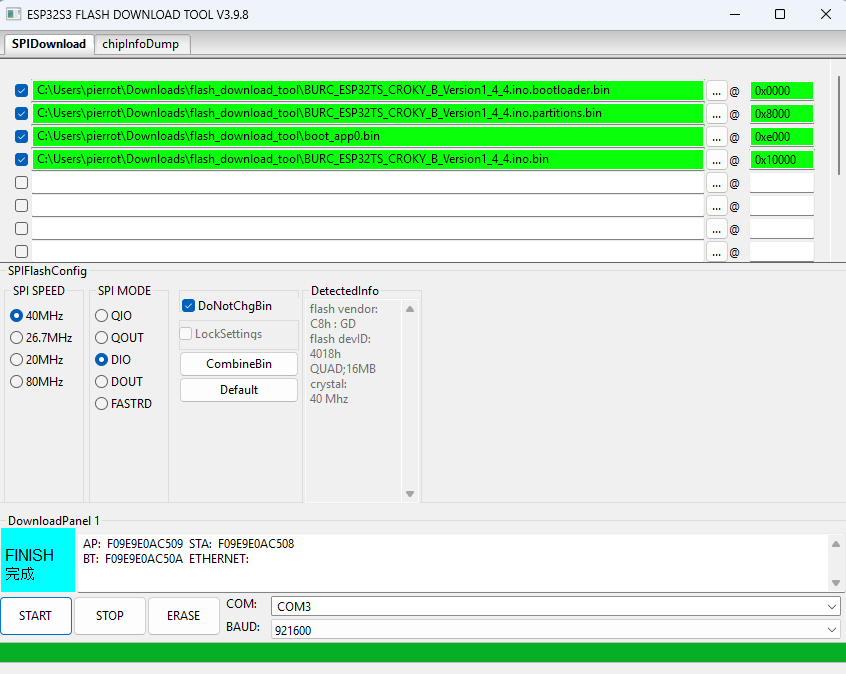 ESP32S3 FLASH DOWNLOAD TOOL V3.9.8
SPIDownload chipInfoDump
C:\Users\pierrot\Downloads\flash_download_tool\BURC_ESP32TS_CROKY_B_Version1_4_4.ino.bootloader.bin ... @ 0x0000
C:\Users\pierrot\Downloads\flash_download_tool\BURC_ESP32TS_CROKY_B_Version1_4_4.ino.partitions.bin ... @ 0x8000
C:\Users\pierrot\Downloads\flash_download_tool\boot_app0.bin ... @ 0xe000
C:\Users\pierrot\Downloads\flash_download_tool\BURC_ESP32TS_CROKY_B_Version1_4_4.ino.bin ... @ 0x10000
... @
... @
... @
... @
SPIFlashConfig
SPI SPEED
40MHz
26.7MHz
20MHz
80MHz
SPI MODE
QIO
QOUT
DIO
DOUT
FASTRD
DoNotChgBin
LockSettings
CombineBin
Default
DetectedInfo
flash vendor:
C8h : GD
flash devID:
4018h
QUAD;16MB
crystal:
40 Mhz
DownloadPanel 1
FINISH
完成
AP: F09E9E0AC509 STA: F09E9E0AC508
BT: F09E9E0AC50A ETHERNET:
START STOP ERASE
COM: COM3
BAUD: 921600